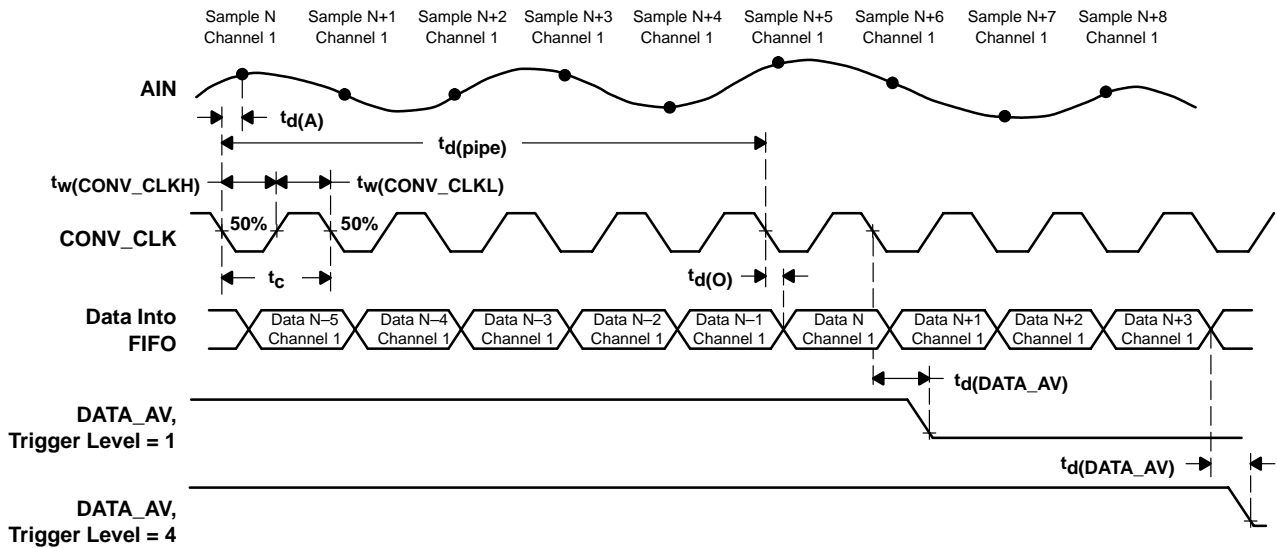 Sample N Sample N+1 Sample N+2 Sample N+3 Sample N+4 Sample N+5 Sample N+6 Sample N+7 Sample N+8
Channel 1 Channel 1 Channel 1 Channel 1 Channel 1 Channel 1 Channel 1 Channel 1 Channel 1
AIN
td(A)
td(pipe)
tw(CONV_CLKH) tw(CONV_CLKL)
50% 50%
CONV_CLK
tc
td(O)
Data Into
FIFO
Data N–5 Data N–4 Data N–3 Data N–2 Data N–1 Data N Data N+1 Data N+2 Data N+3
Channel 1 Channel 1 Channel 1 Channel 1 Channel 1 Channel 1 Channel 1 Channel 1 Channel 1
td(DATA_AV)
DATA_AV,
Trigger Level = 1
td(DATA_AV)
DATA_AV,
Trigger Level = 4